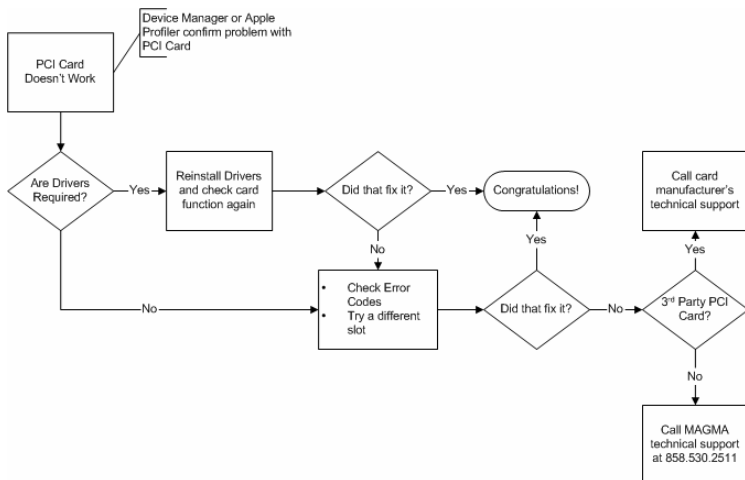 Device Manager or Apple
Profiler confirm problem with
PCI Card
PCI Card
Doesn't Work
Are Drivers
Required?
Yes
Reinstall Drivers
and check card
function again
Did that fix it?
Yes
Congratulations!
Call card
manufacturer's
technical support
No
Yes
Yes
No
• Check Error
Codes
• Try a different
slot
Did that fix it?
No
3rd Party PCI
Card?
No
Call MAGMA
technical support
at 858.530.2511